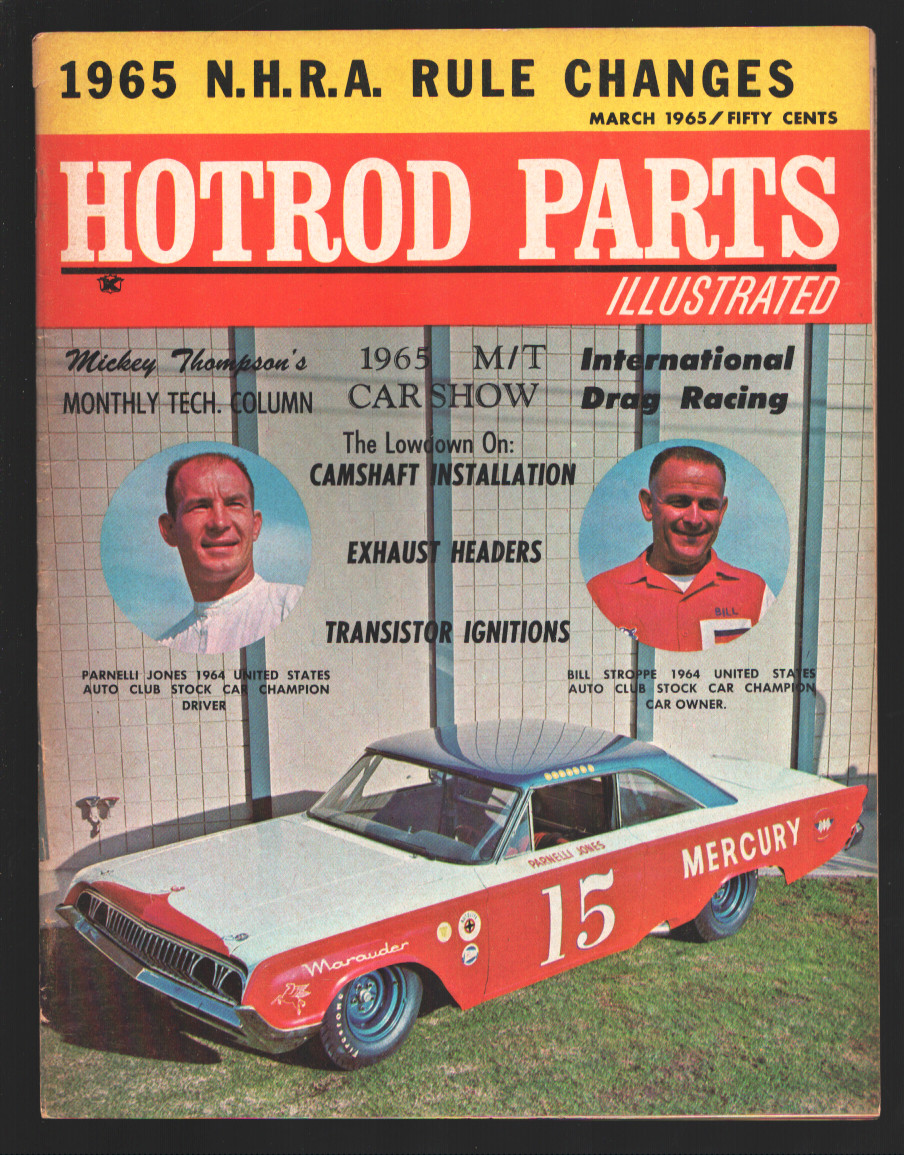 1965 N.H.R.A. RULE CHANGES
MARCH 1965/FIFTY CENTS
HOTROD PARTS
ILLUSTRATED
K
Mickey Thompson's
MONTHLY TECH. COLUMN
1965 M/T
CAR SHOW
International
Drag Racing
The Lowdown On:
CAMSHAFT INSTALLATION
EXHAUST HEADERS
TRANSISTOR IGNITIONS
BILL
PARNELLI JONES 1964 UNITED STATES
AUTO CLUB STOCK CAR CHAMPION
DRIVER
BILL STROPPE 1964 UNITED STATES
AUTO CLUB STOCK CAR CHAMPION
CAR OWNER.
PARNELLI JONES
MERCURY
15
Marauder
Firestone